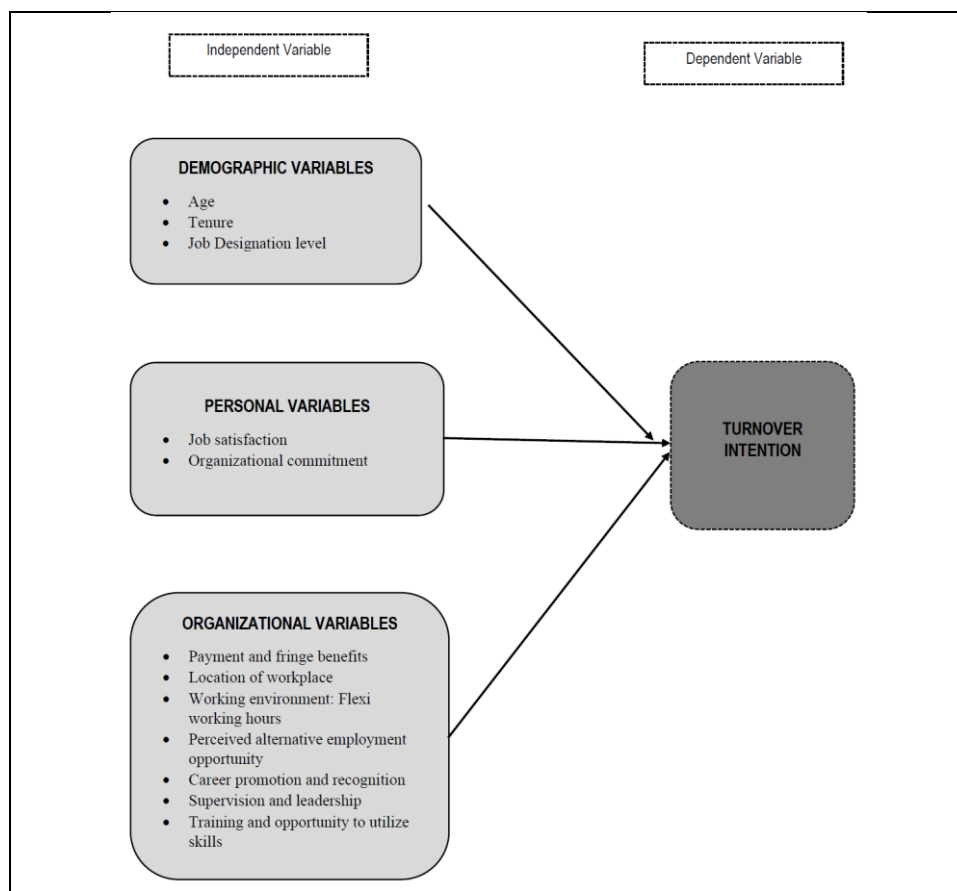 Independent Variable
Dependent Variable
DEMOGRAPHIC VARIABLES
• Age
• Tenure
• Job Designation level
PERSONAL VARIABLES
• Job satisfaction
• Organizational commitment
TURNOVER
INTENTION
ORGANIZATIONAL VARIABLES
• Payment and fringe benefits
• Location of workplace
• Working environment: Flexi
working hours
• Perceived alternative employment
opportunity
• Career promotion and recognition
• Supervision and leadership
• Training and opportunity to utilize
skills